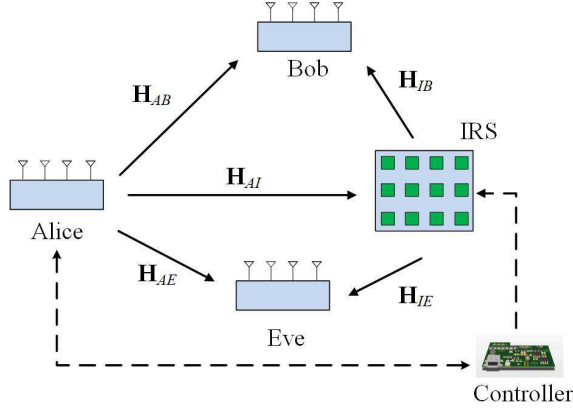 Bob
H_AB
H_IB
IRS
H_AI
Alice
H_AE
H_IE
Eve
Controller